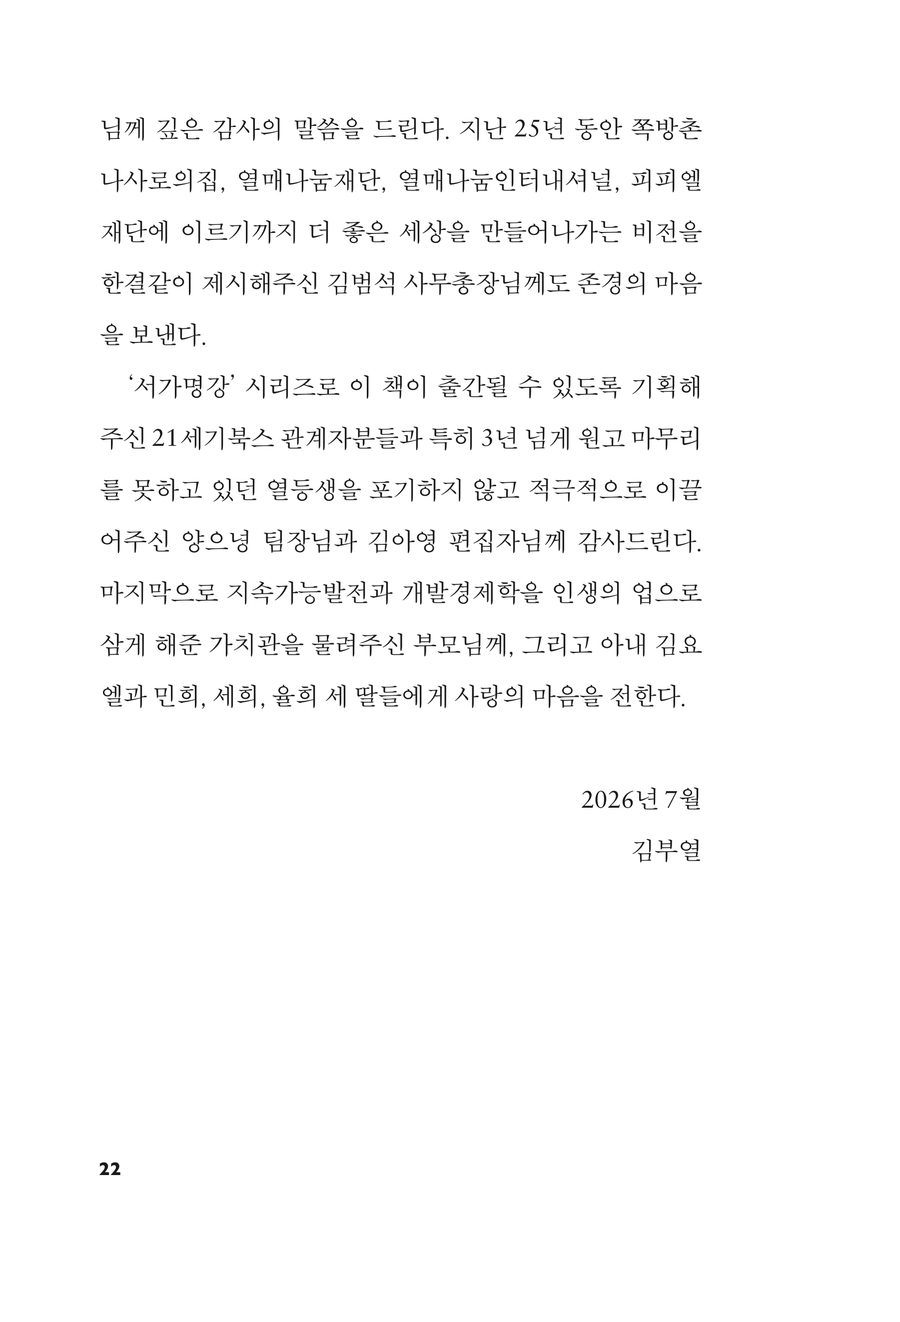 님께 깊은 감사의 말씀을 드린다. 지난 25년 동안 쪽방촌
나사로의집, 열매나눔재단, 열매나눔인터내셔널, 피피엘
재단에 이르기까지 더 좋은 세상을 만들어나가는 비전을
한결같이 제시해주신 김범석 사무총장님께도 존경의 마음
을 보낸다.
‘서가명강’ 시리즈로 이 책이 출간될 수 있도록 기획해
주신 21세기북스 관계자분들과 특히 3년 넘게 원고 마무리
를 못하고 있던 열등생을 포기하지 않고 적극적으로 이끌
어주신 양으녕 팀장님과 김아영 편집자님께 감사드린다.
마지막으로 지속가능발전과 개발경제학을 인생의 업으로
삼게 해준 가치관을 물려주신 부모님께, 그리고 아내 김요
엘과 민희, 세희, 율희 세 딸들에게 사랑의 마음을 전한다.
2026년 7월
김부열
22